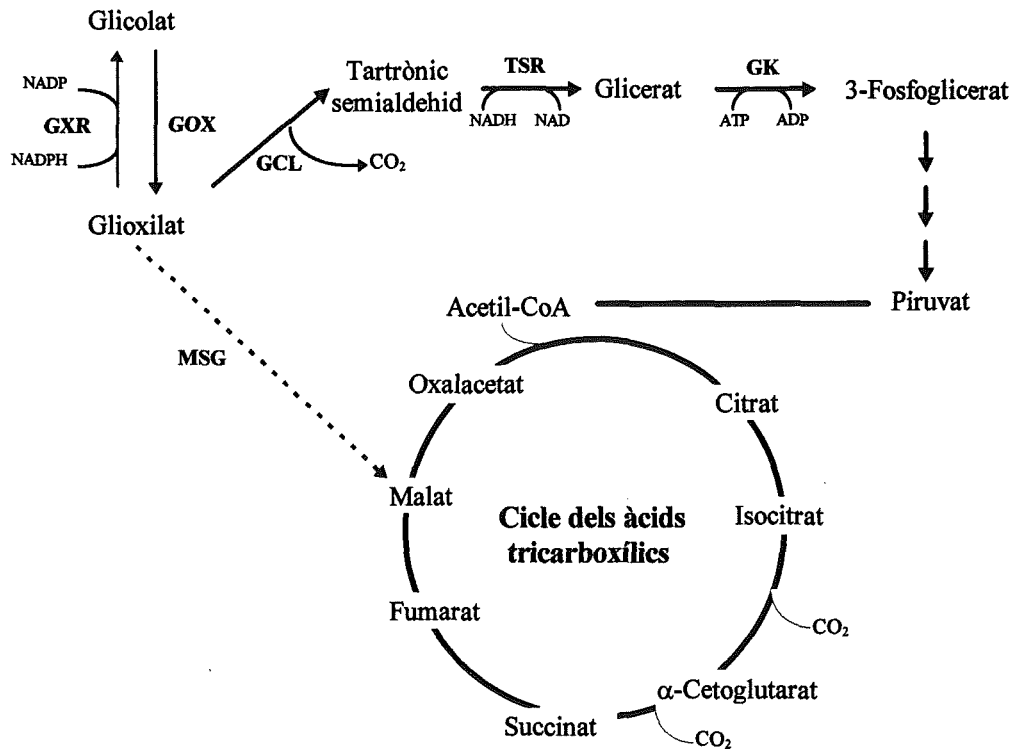 Glicolat
NADP
GXR
NADPH
GOX
Glioxilat
GCL
CO₂
Tartrònic
semialdehid
TSR
NADH
NAD
Glicerat
GK
ATP
ADP
3-Fosfoglicerat
Piruvat
Acetil-CoA
MSG
Oxalacetat
Citrat
Malat
Isocitrat
Cicle dels àcids
tricarboxílics
Fumarat
CO₂
α-Cetoglutarat
Succinat
CO₂